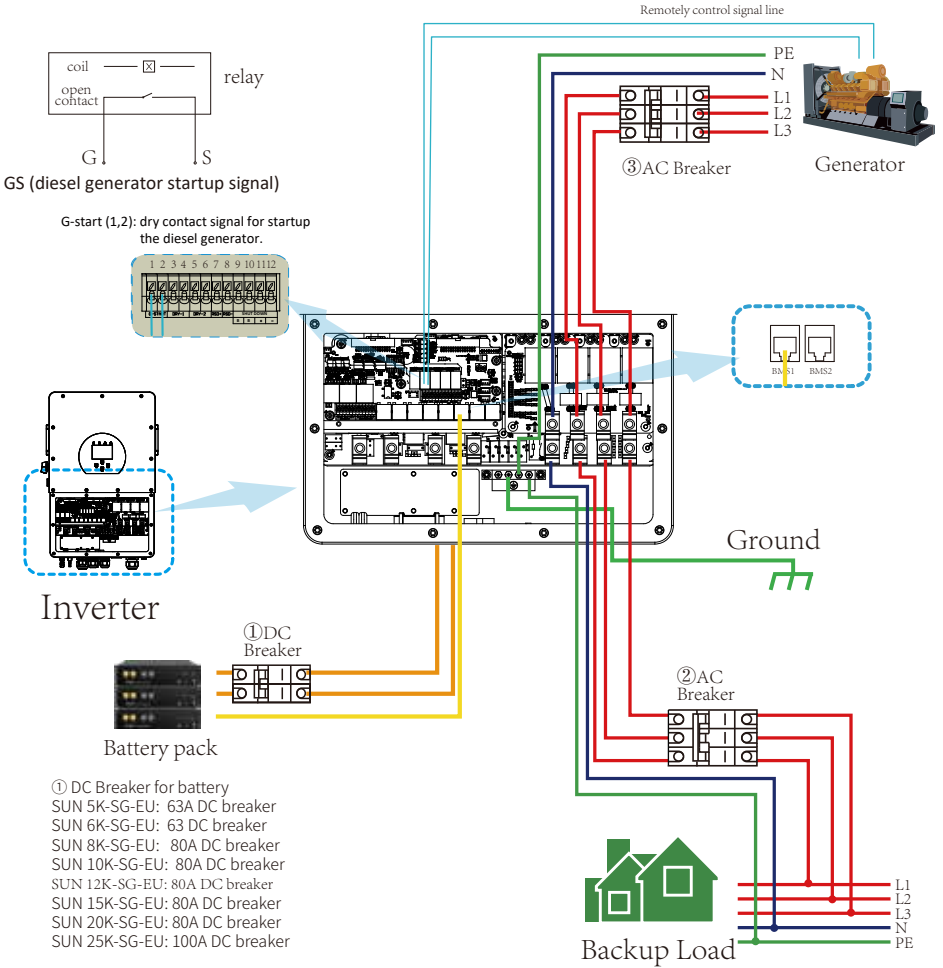 Remotely control signal line
coil
open
contact
relay
G
S
GS (diesel generator startup signal)
PE
N
L1
L2
L3
③AC Breaker
Generator
G-start (1,2): dry contact signal for startup
the diesel generator.
1 2 3 4 5 6 7 8 9 10 11 12
BMS1
BMS2
Inverter
Ground
①DC
Breaker
②AC
Breaker
Battery pack
① DC Breaker for battery
SUN 5K-SG-EU: 63A DC breaker
SUN 6K-SG-EU: 63 DC breaker
SUN 8K-SG-EU: 80A DC breaker
SUN 10K-SG-EU: 80A DC breaker
SUN 12K-SG-EU: 80A DC breaker
SUN 15K-SG-EU: 80A DC breaker
SUN 20K-SG-EU: 80A DC breaker
SUN 25K-SG-EU: 100A DC breaker
Backup Load
L1
L2
L3
N
PE